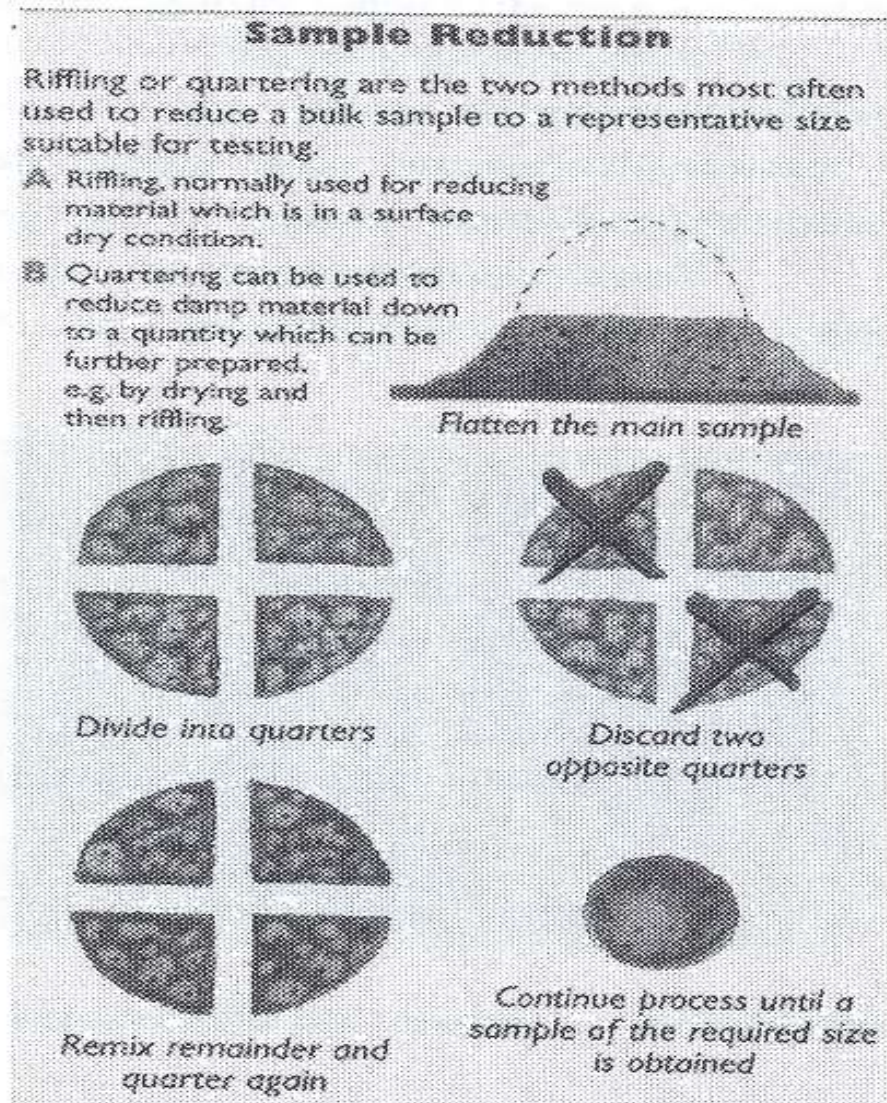 Sample Reduction
Riffling or quartering are the two methods most often
used to reduce a bulk sample to a representative size
suitable for testing.
A Riffling, normally used for reducing
material which is in a surface
dry condition.
B Quartering can be used to
reduce damp material down
to a quantity which can be
further prepared,
e.g. by drying and
then riffling.
Flatten the main sample
Divide into quarters
Discard two
opposite quarters
Remix remainder and
quarter again
Continue process until a
sample of the required size
is obtained